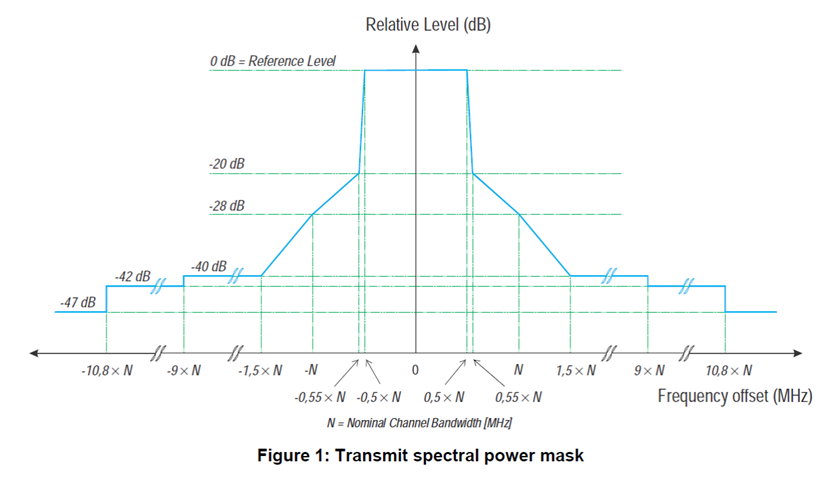 Relative Level (dB)
0 dB = Reference Level
-20 dB
-28 dB
-40 dB
-42 dB
-47 dB
-10,8× N -9× N -1,5× N -N 0 N 1,5× N 9× N 10,8× N
-0,55× N -0,5× N 0,5× N 0,55× N
Frequency offset (MHz)
N = Nominal Channel Bandwidth [MHz]
Figure 1: Transmit spectral power mask